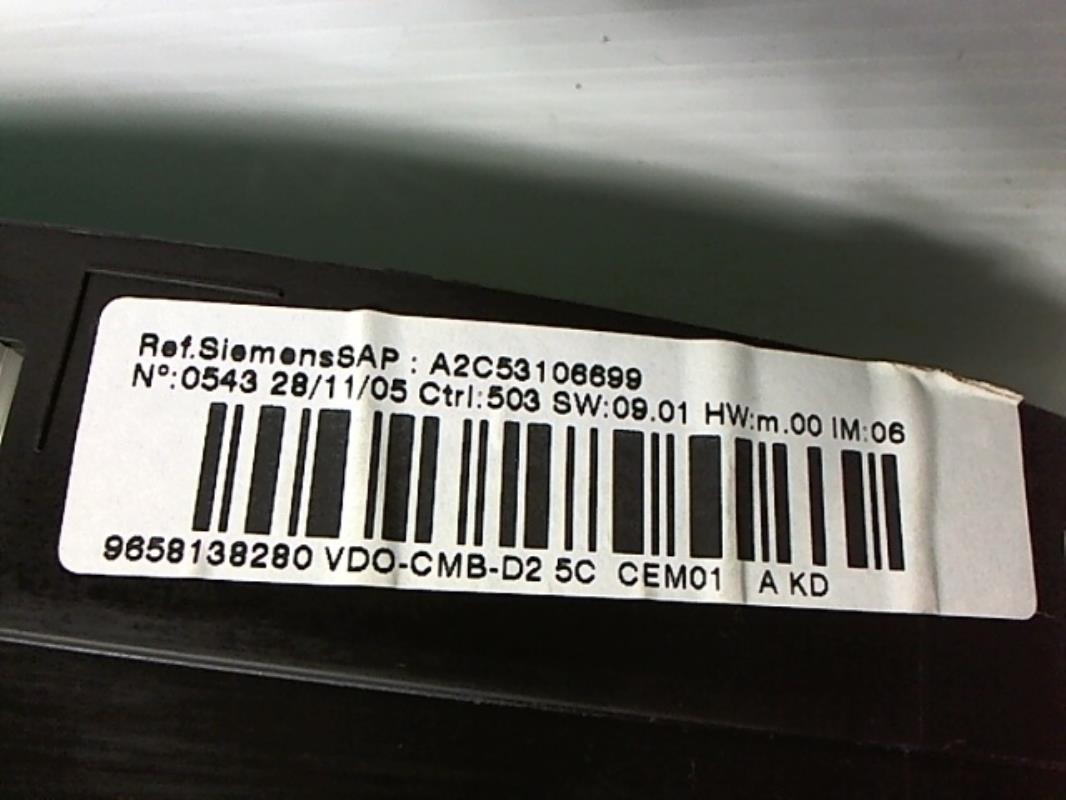 Ref.SiemensSAP : A2C53106699
Nº:0543 28/11/05 Ctrl:503 SW:09.01 HW:m.00 IM:06
9658138280 VDO-CMB-D2 5C CEM01 A KD